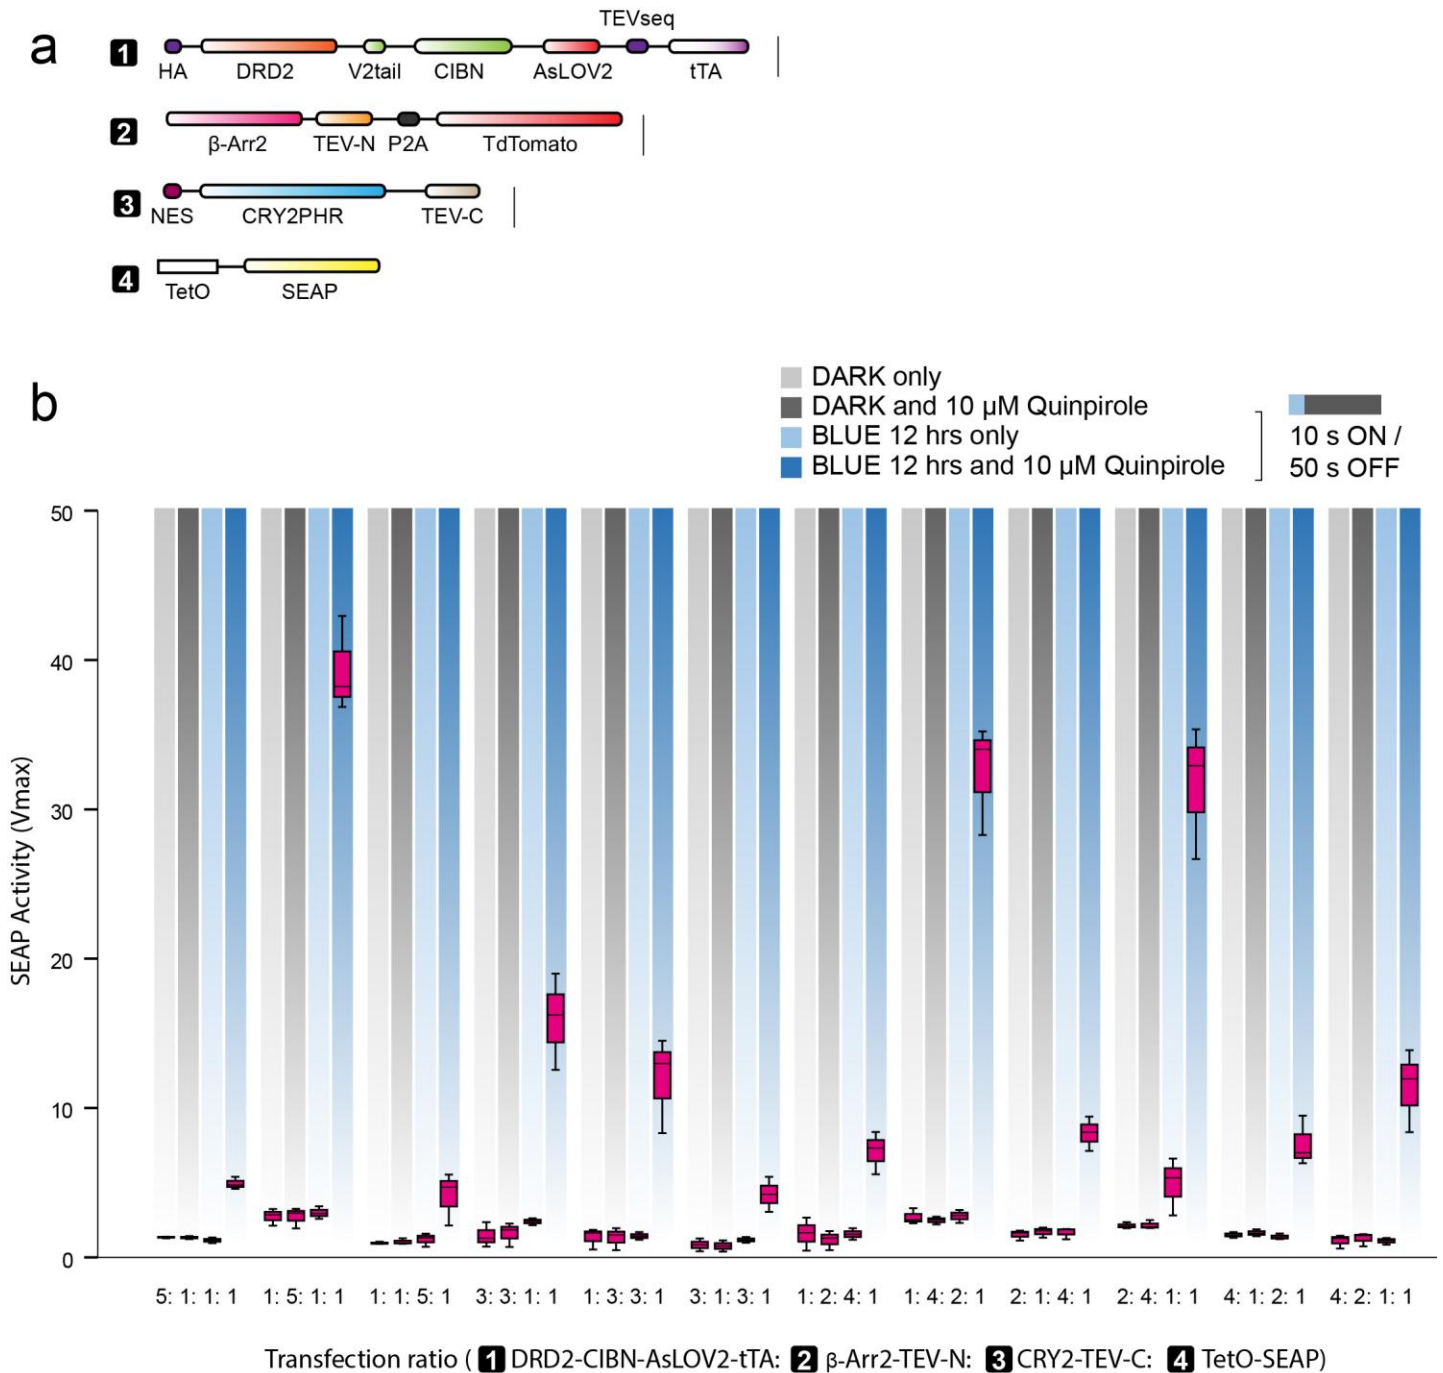 a
TEVseq
1
HA DRD2 V2tail CIBN AsLOV2 tTA
2
β-Arr2 TEV-N P2A TdTomato
3
NES CRY2PHR TEV-C
4
TetO SEAP
b
DARK only
DARK and 10 µM Quinpirole
BLUE 12 hrs only
BLUE 12 hrs and 10 µM Quinpirole
10 s ON /
50 s OFF
SEAP Activity (Vmax)
50
40
30
20
10
0
5: 1: 1: 1 1: 5: 1: 1 1: 1: 5: 1 3: 3: 1: 1 1: 3: 3: 1 3: 1: 3: 1 1: 2: 4: 1 1: 4: 2: 1 2: 1: 4: 1 2: 4: 1: 1 4: 1: 2: 1 4: 2: 1: 1
Transfection ratio ( 1 DRD2-CIBN-AsLOV2-tTA: 2 β-Arr2-TEV-N: 3 CRY2-TEV-C: 4 TetO-SEAP)